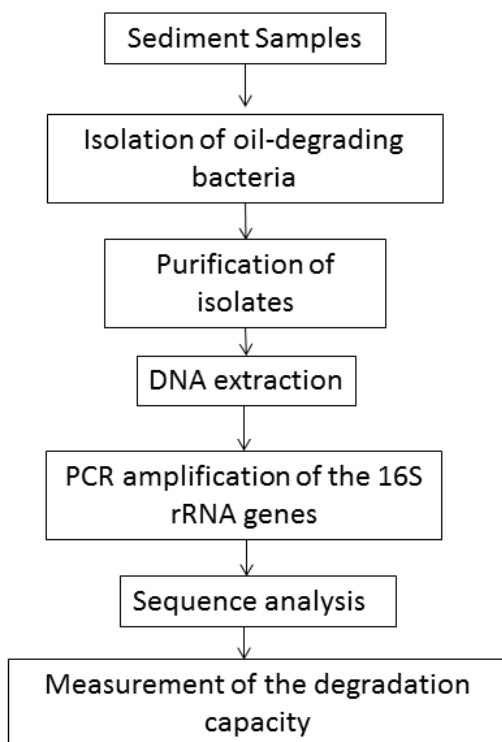 Sediment Samples
Isolation of oil-degrading
bacteria
Purification of
isolates
DNA extraction
PCR amplification of the 16S
rRNA genes
Sequence analysis
Measurement of the degradation
capacity